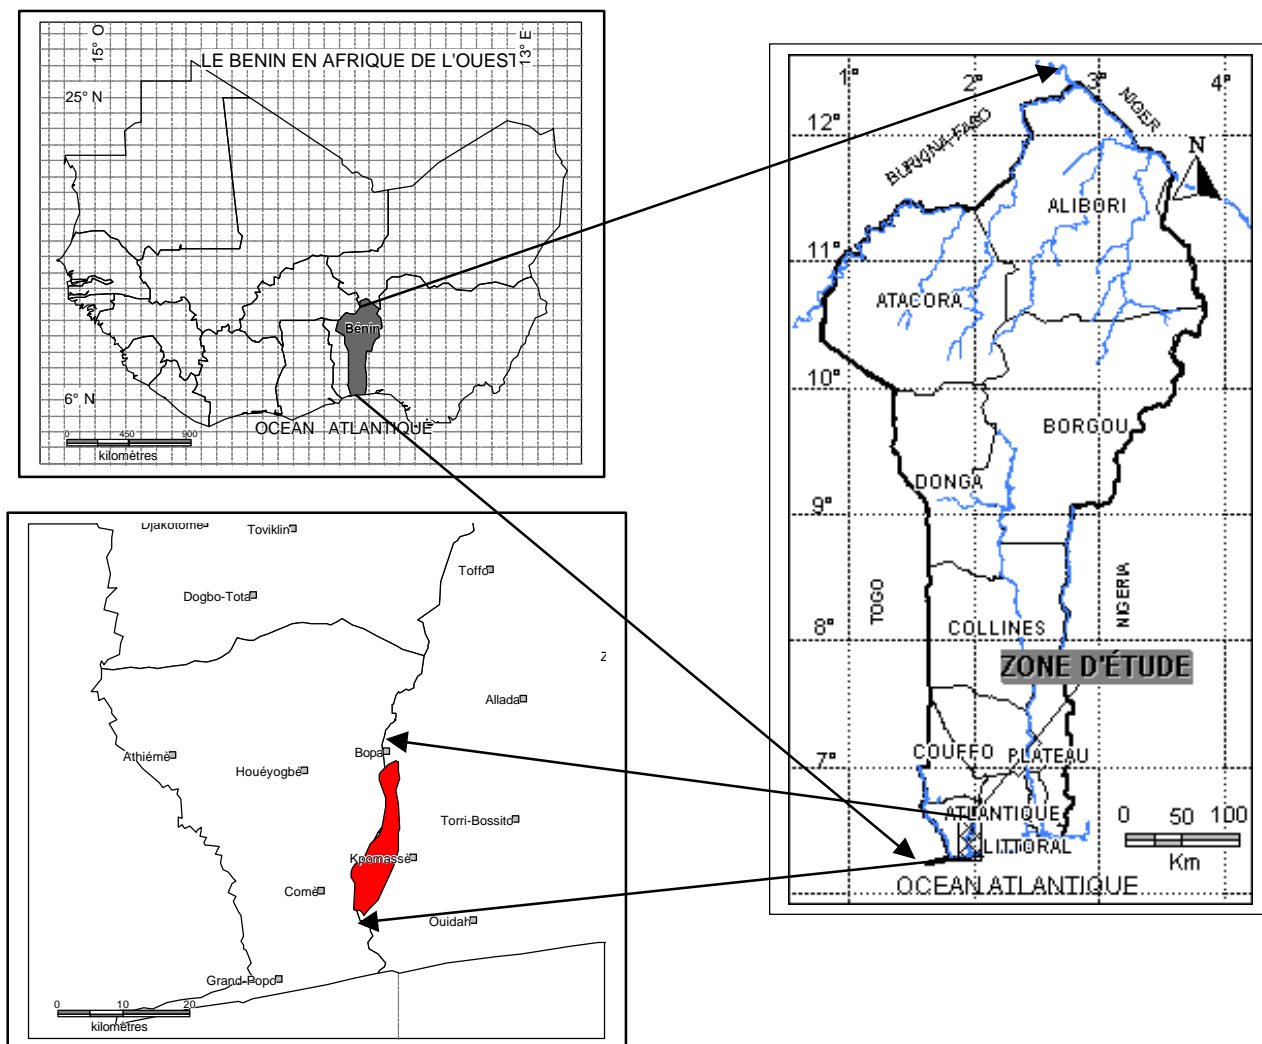 15° O
13° E
LE BENIN EN AFRIQUE DE L'OUEST
25° N
Bénin
6° N
OCEAN ATLANTIQUE
0 450 900
kilomètres
1° 2° 3° 4°
NIGER
BURKINA-FASO
12°
N
ALIBORI
11°
ATACORA
10°
BORGOU
DONGA
9°
TOGO
NIGERIA
8°
COLLINES
ZONE D'ÉTUDE
COUFFO
PLATEAU
7°
ATLANTIQUE
0 50 100
LITTORAL
Km
OCEAN ATLANTIQUE
Djakotomé
Toviklin
Toffo
Dogbo-Tota
Z
Allada
Athiémè
Bopa
Houéyogbé
Torri-Bossito
Kpomassè
Comè
Ouidah
Grand-Popo
0 10 20
kilomètres